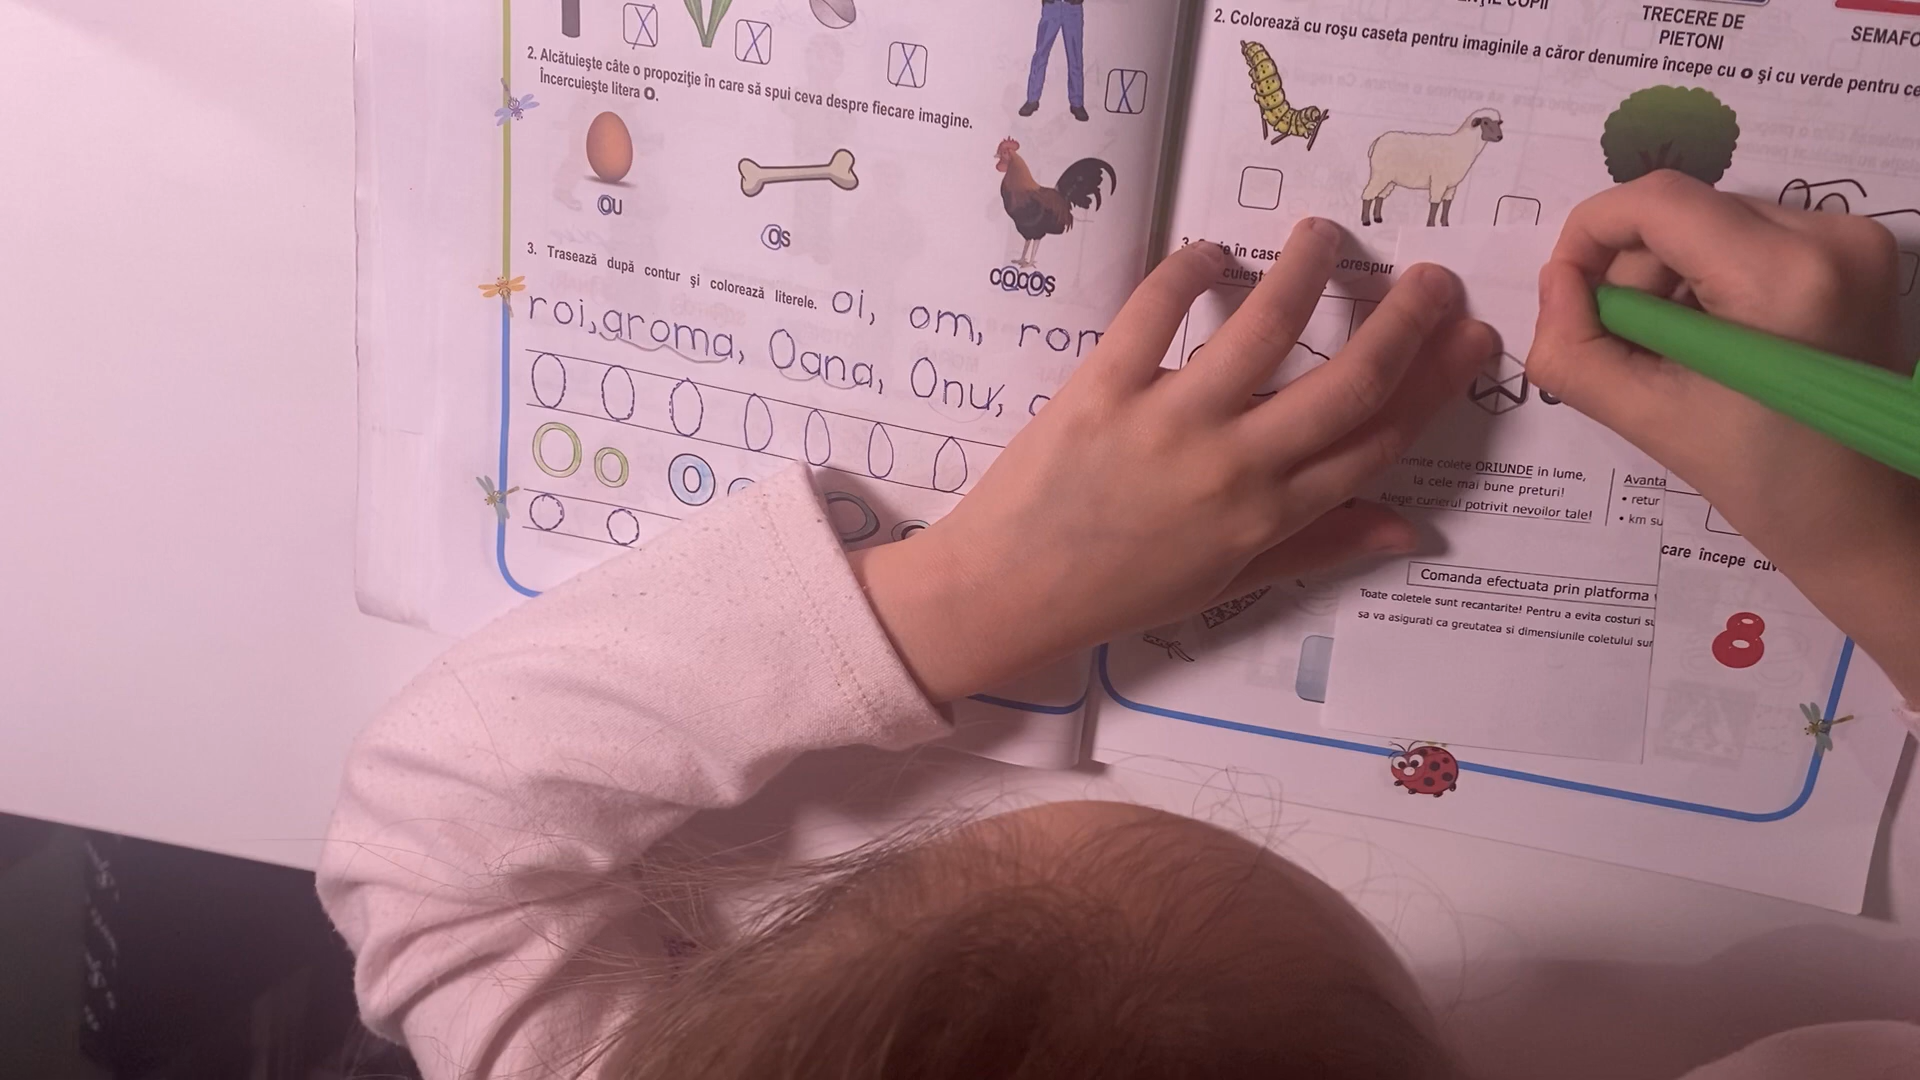 2. Alcătuieşte câte o propoziţie în care să spui ceva despre fiecare imagine.
Încercuieşte litera O.
OU
OS
COCOŞ
3. Trasează după contur şi colorează literele.
oi, om, rom
roi, groma, Oana, Onu,
O O O O O O O
O O O
O O
TRECERE DE
PIETONI
2. Colorează cu roşu caseta pentru imaginile a căror denumire începe cu o şi cu verde pentru ce
în case
ORIUNDE in lume,
la cele mai bune preturi!
Alege curierul potrivit nevoilor tale!
Avanta
• retur
• km su
care începe cuv
Comanda efectuata prin platforma
Toate coletele sunt recantarite! Pentru a evita costuri su
sa va asigurati ca greutatea si dimensiunile coletului sun
8